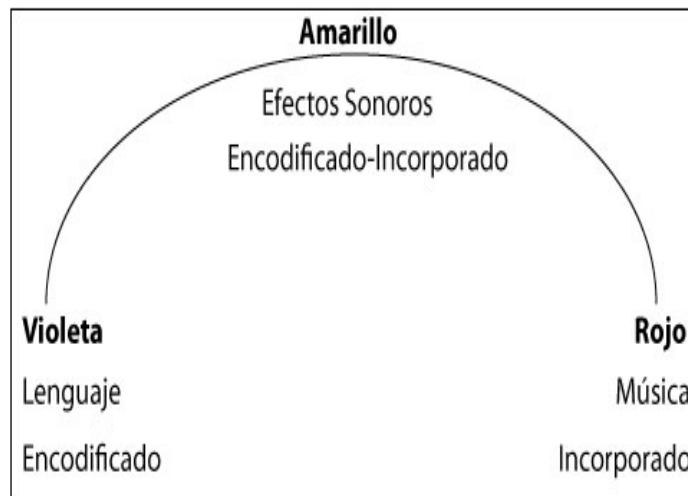 Amarillo
Efectos Sonoros
Encodificado-Incorporado
Violeta
Rojo
Lenguaje
Música
Encodificado
Incorporado